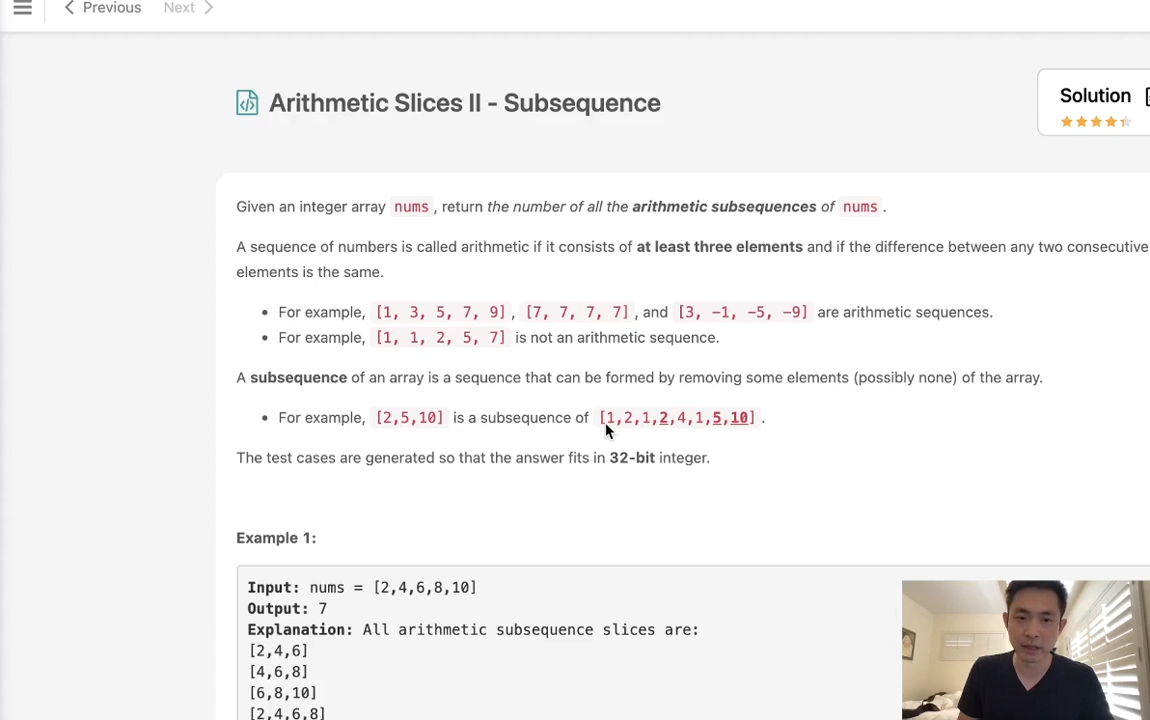 Previous Next
Arithmetic Slices II - Subsequence
Solution
Given an integer array nums, return the number of all the arithmetic subsequences of nums.
A sequence of numbers is called arithmetic if it consists of at least three elements and if the difference between any two consecutive
elements is the same.
• For example, [1, 3, 5, 7, 9], [7, 7, 7, 7], and [3, -1, -5, -9] are arithmetic sequences.
• For example, [1, 1, 2, 5, 7] is not an arithmetic sequence.
A subsequence of an array is a sequence that can be formed by removing some elements (possibly none) of the array.
• For example, [2,5,10] is a subsequence of [1,2,1,2,4,1,5,10].
The test cases are generated so that the answer fits in 32-bit integer.
Example 1:
Input: nums = [2,4,6,8,10]
Output: 7
Explanation: All arithmetic subsequence slices are:
[2,4,6]
[4,6,8]
[6,8,10]
[2,4,6,8]